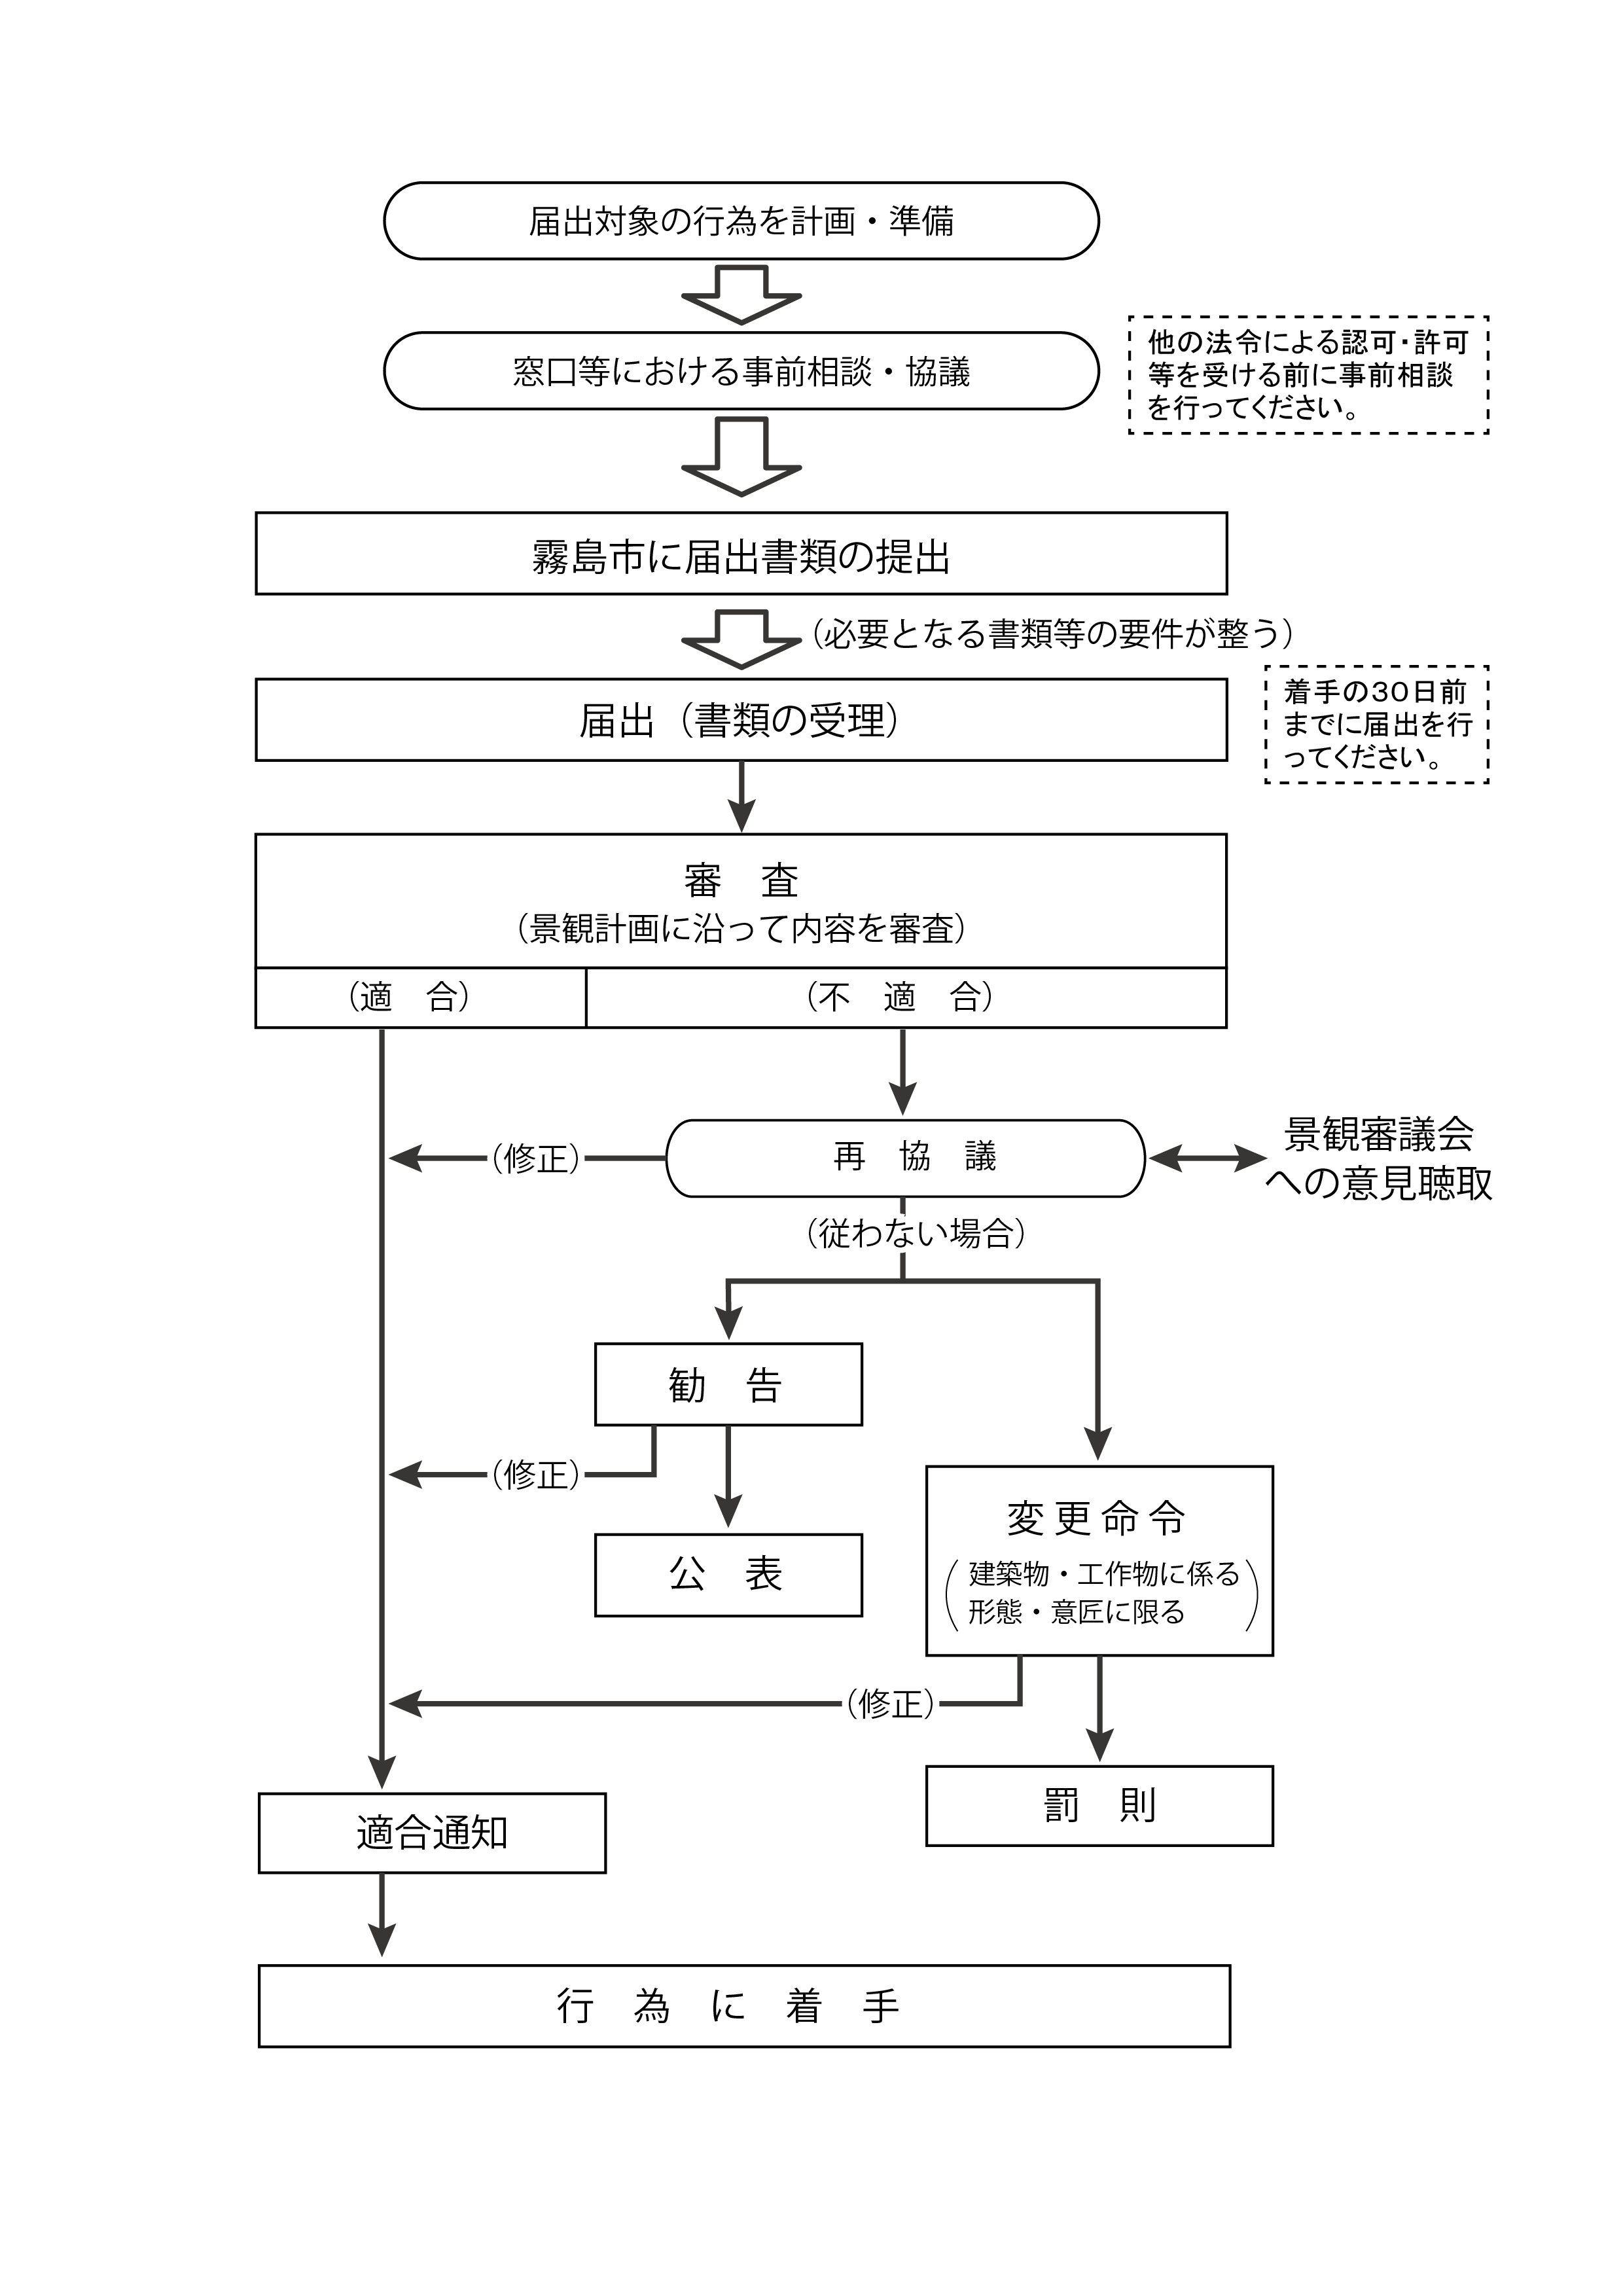 届出対象の行為を計画・準備
窓口等における事前相談・協議
他の法令による認可・許可
等を受ける前に事前相談
を行ってください。
霧島市に届出書類の提出
（必要となる書類等の要件が整う）
届出（書類の受理）
着手の30日前
までに届出を行
ってください。
審　査
（景観計画に沿って内容を審査）
（適　合）
（不　適　合）
再　協　議
（修正）
景観審議会
への意見聴取
（従わない場合）
勧　告
（修正）
公　表
変更命令
（建築物・工作物に係る
形態・意匠に限る）
（修正）
罰　則
適合通知
行　為　に　着　手